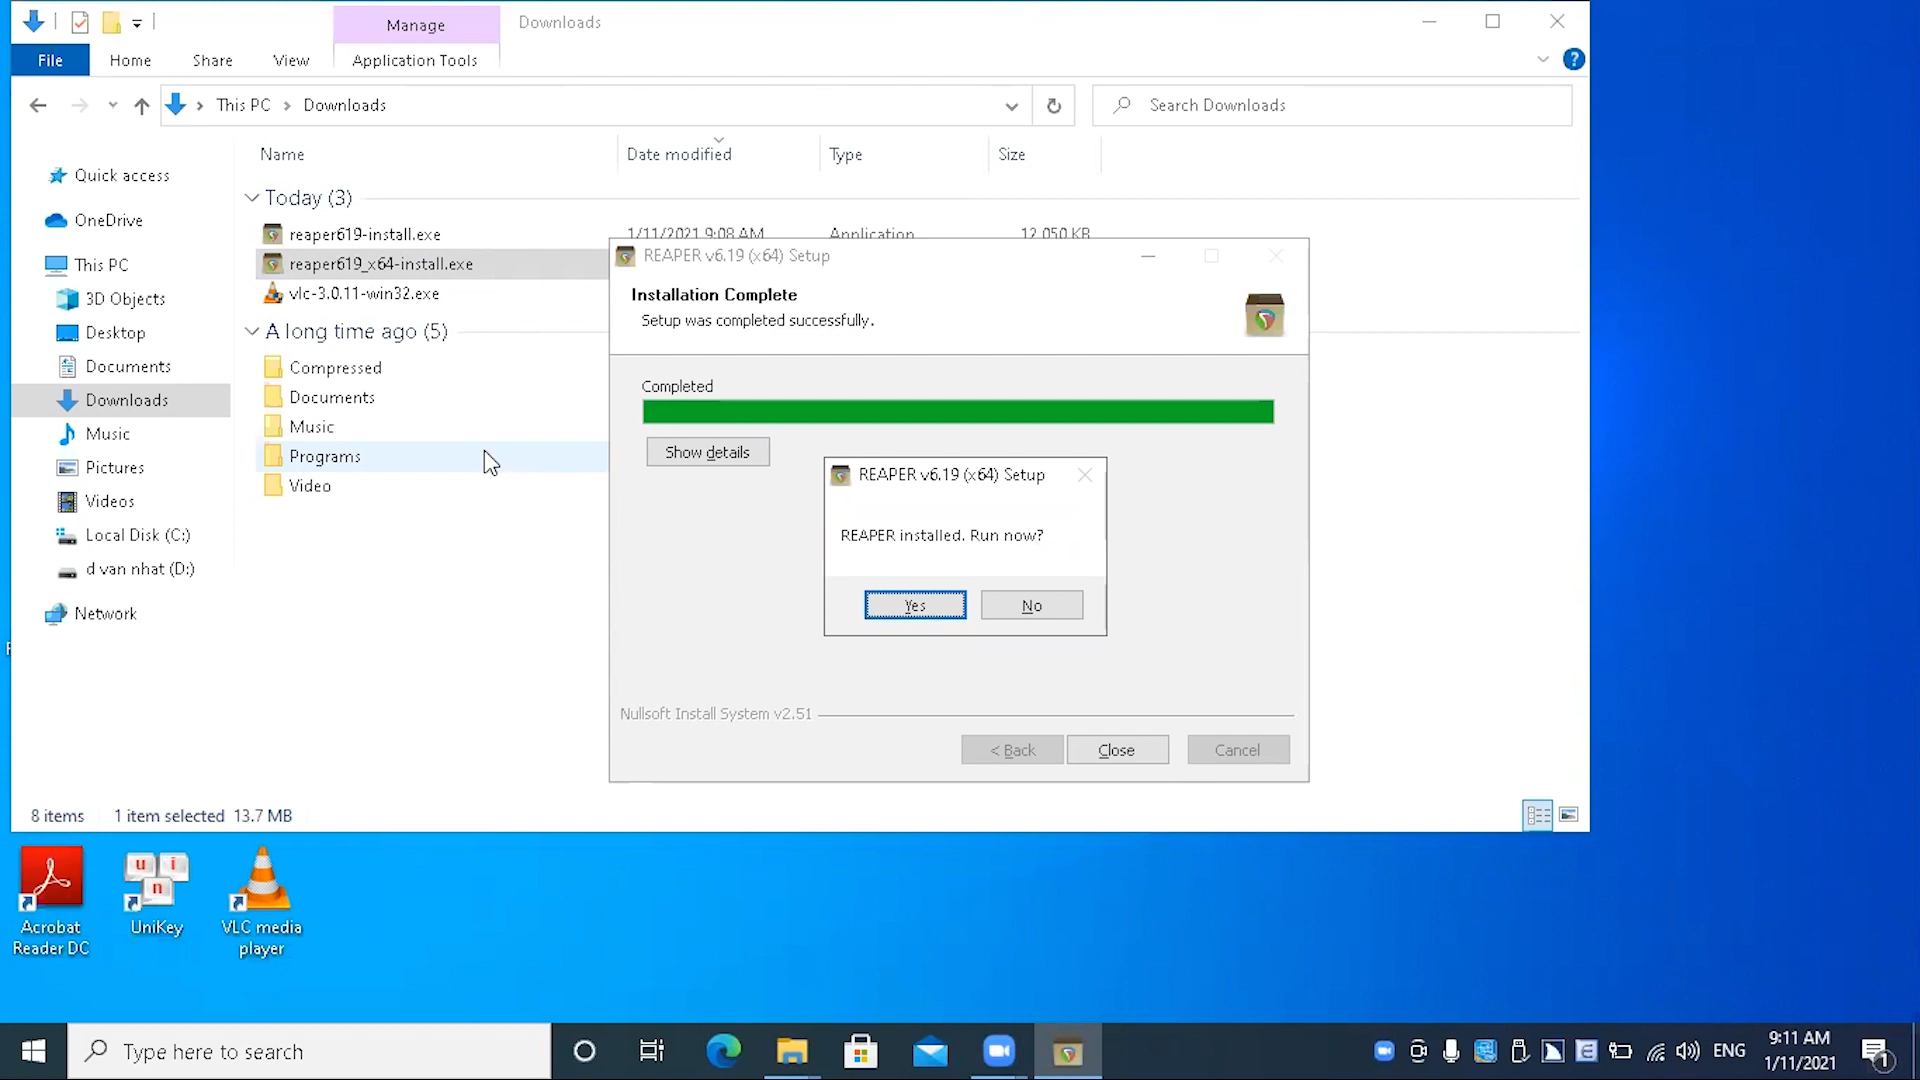 Manage
Downloads
File
Home
Share
View
Application Tools
This PC
Downloads
Search Downloads
Name
Date modified
Type
Size
Quick access
OneDrive
This PC
3D Objects
Desktop
Documents
Downloads
Music
Pictures
Videos
Local Disk (C:)
d van nhat (D:)
Network
Today (3)
reaper619-install.exe
1/11/2021 9:08 AM
Application
12,050 KB
reaper619_x64-install.exe
vlc-3.0.11-win32.exe
A long time ago (5)
Compressed
Documents
Music
Programs
Video
REAPER v6.19 (x64) Setup
Installation Complete
Setup was completed successfully.
Completed
Show details
REAPER v6.19 (x64) Setup
REAPER installed. Run now?
Yes
No
Nullsoft Install System v2.51
< Back
Close
Cancel
8 items
1 item selected 13.7 MB
Acrobat
Reader DC
u i
n
UniKey
VLC media
player
Type here to search
ENG
9:11 AM
1/11/2021
1